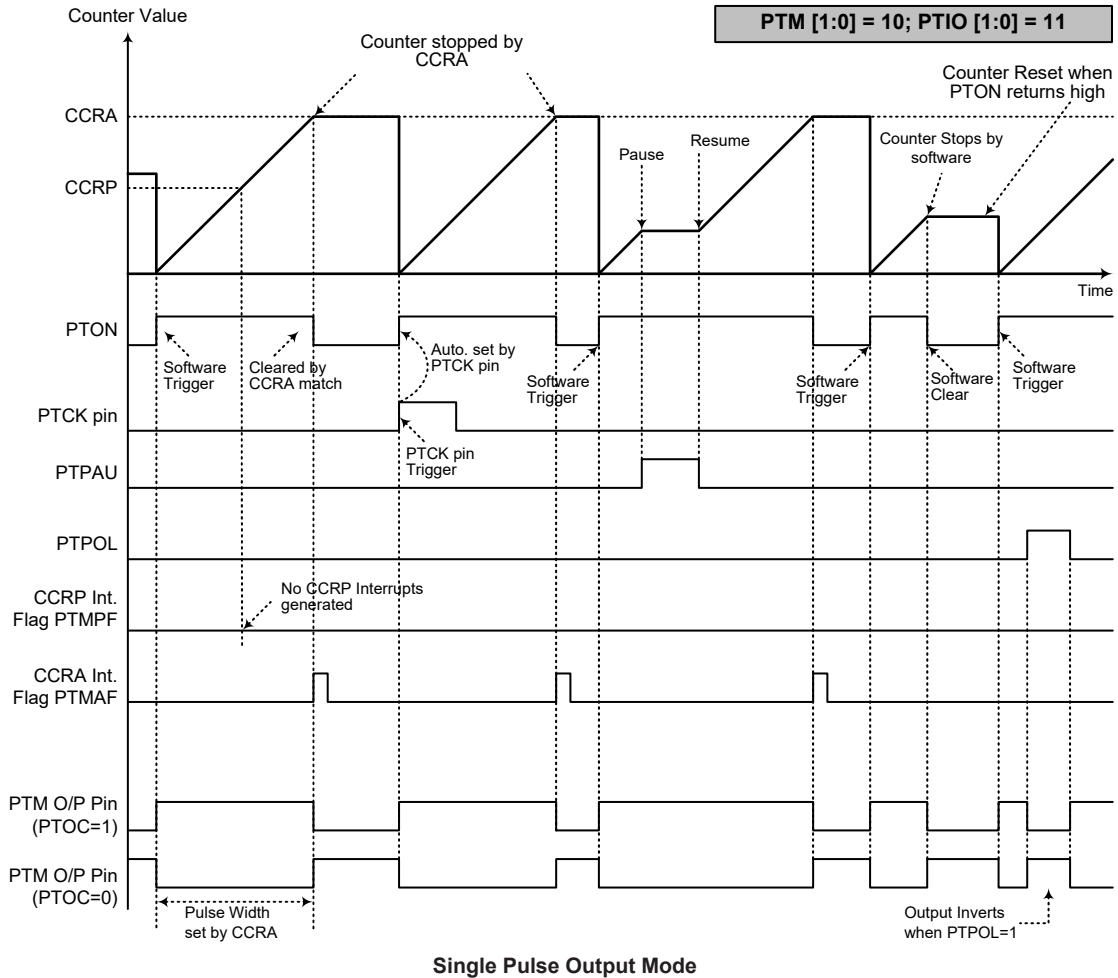 Counter Value
PTM [1:0] = 10; PTIO [1:0] = 11
Counter stopped by
CCRA
Counter Reset when
PTON returns high
CCRA
Pause
Resume
Counter Stops by
software
CCRP
Time
PTON
Software
Trigger
Cleared by
CCRA match
Auto. set by
PTCK pin
Software
Trigger
Software
Trigger
Software
Clear
Software
Trigger
PTCK pin
PTCK pin
Trigger
PTPAU
PTPOL
CCRP Int.
Flag PTMPF
No CCRP Interrupts
generated
CCRA Int.
Flag PTMAF
PTM O/P Pin
(PTOC=1)
PTM O/P Pin
(PTOC=0)
Pulse Width
set by CCRA
Output Inverts
when PTPOL=1
Single Pulse Output Mode